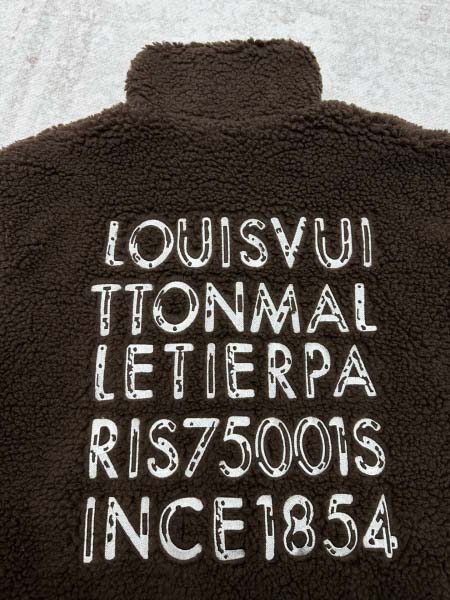 LOUISVUI
TTONMAL
LETIERPA
RIS75001S
INCE1854